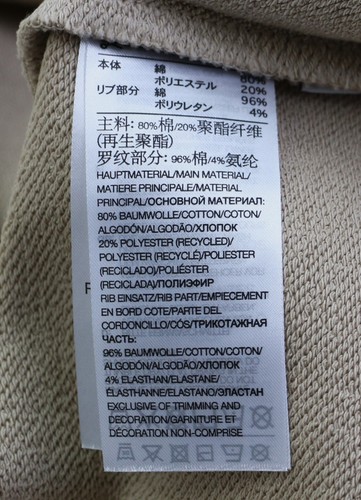 本体 綿 80%
ポリエステル 20%
リブ部分 綿 96%
ポリウレタン 4%
主料: 80%棉/20%聚酯纤维
(再生聚酯)
罗纹部分: 96%棉/4%氨纶
HAUPTMATERIAL/MAIN MATERIAL/
MATIERE PRINCIPALE/MATERIAL
PRINCIPAL/ОСНОВНОЙ МАТЕРИАЛ:
80% BAUMWOLLE/COTTON/COTON/
ALGODÓN/ALGODÃO/ХЛОПОК
20% POLYESTER (RECYCLED)/
POLYESTER (RECYCLÉ)/POLIÉSTER
(RECICLADO)/POLIÉSTER
(RECICLADA)/ПОЛИЭФИР
RIB EINSATZ/RIB PART/EMPIECEMENT
EN BORD COTE/PARTE DEL
CORDONCILLO/CÓS/ТРИКОТАЖНАЯ
ЧАСТЬ:
96% BAUMWOLLE/COTTON/COTON/
ALGODÓN/ALGODÃO/ХЛОПОК
4% ELASTHAN/ELASTANE/
ÉLASTHANNE/ELASTANO/ЭЛАСТАН
EXCLUSIVE OF TRIMMING AND
DECORATION/GARNITURE ET
DÉCORATION NON-COMPRISE